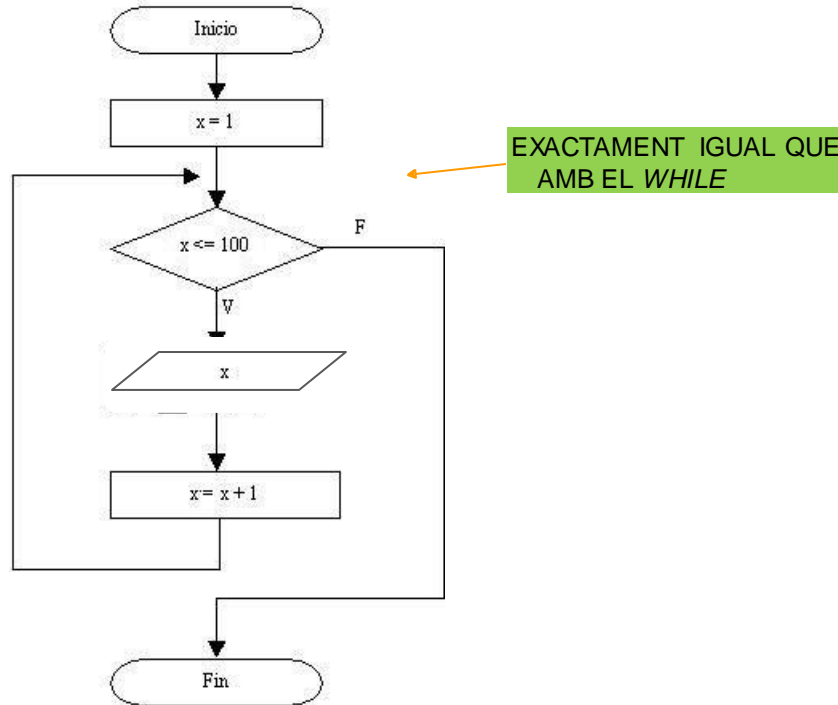 Inicio
x = 1
EXACTAMENT IGUAL QUE
AMB EL WHILE
x <= 100
F
V
x
x = x + 1
Fin